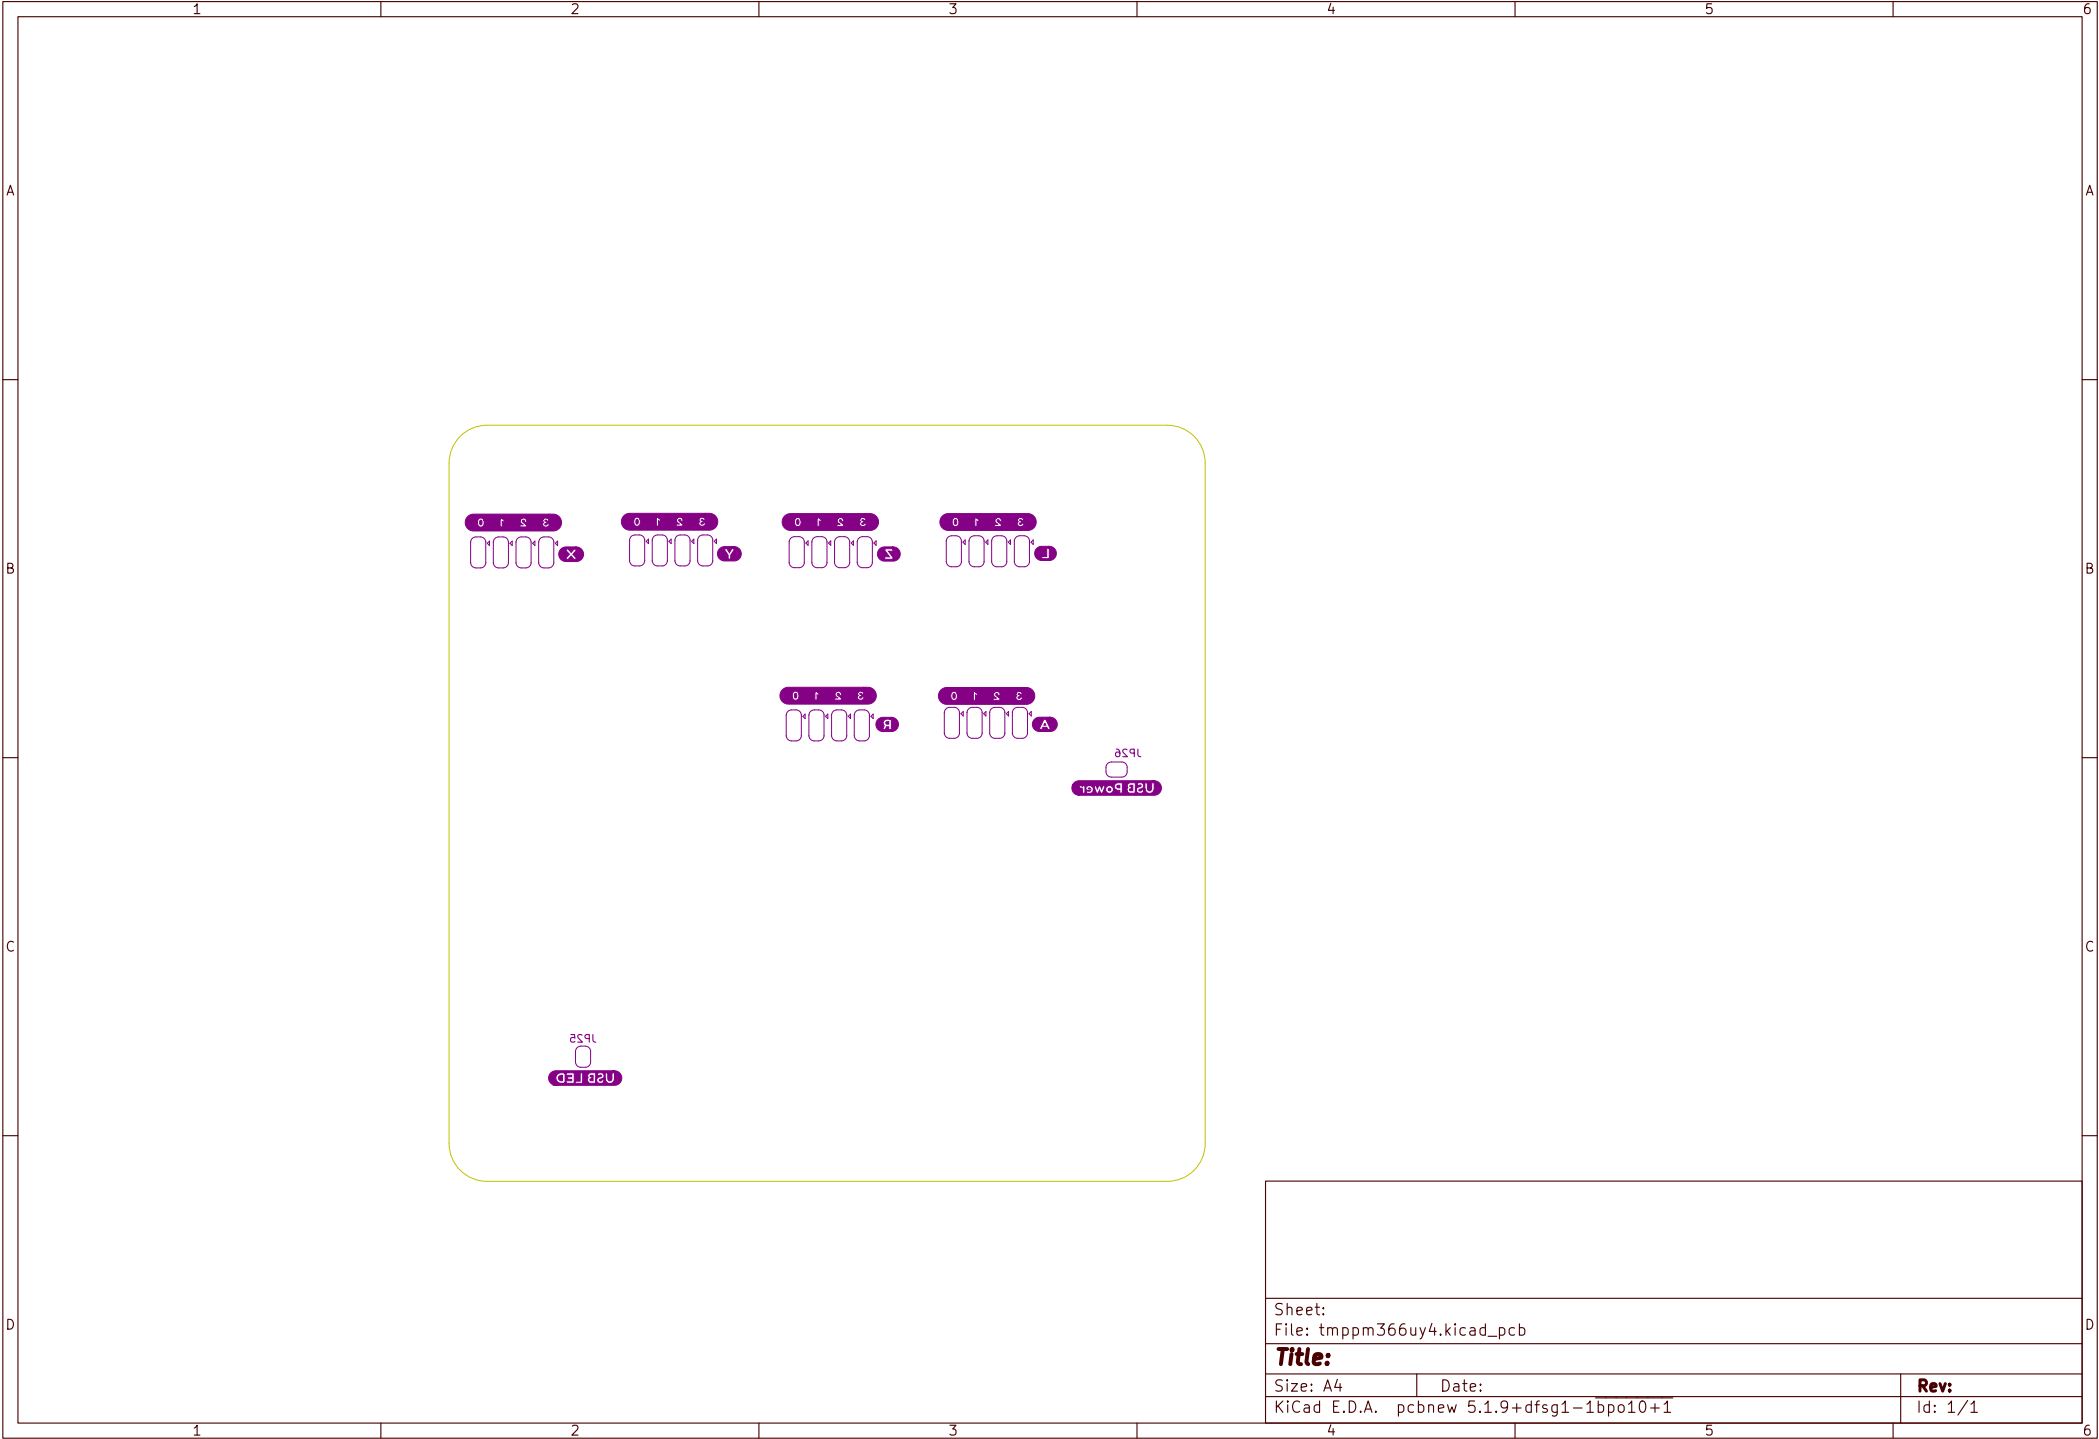 1 2 3 4 5 6
A A
0 1 2 3 0 1 2 3 0 1 2 3 0 1 2 3
X Y Z L
B B
0 1 2 3 0 1 2 3
R A
JP26
USB Power
C C
JP25
USB LED
Sheet:
File: tmppm366uy4.kicad_pcb
D D
Title:
Size: A4 Date: Rev:
KiCad E.D.A. pcbnew 5.1.9+dfsg1-1bpo10+1 Id: 1/1
1 2 3 4 5 6